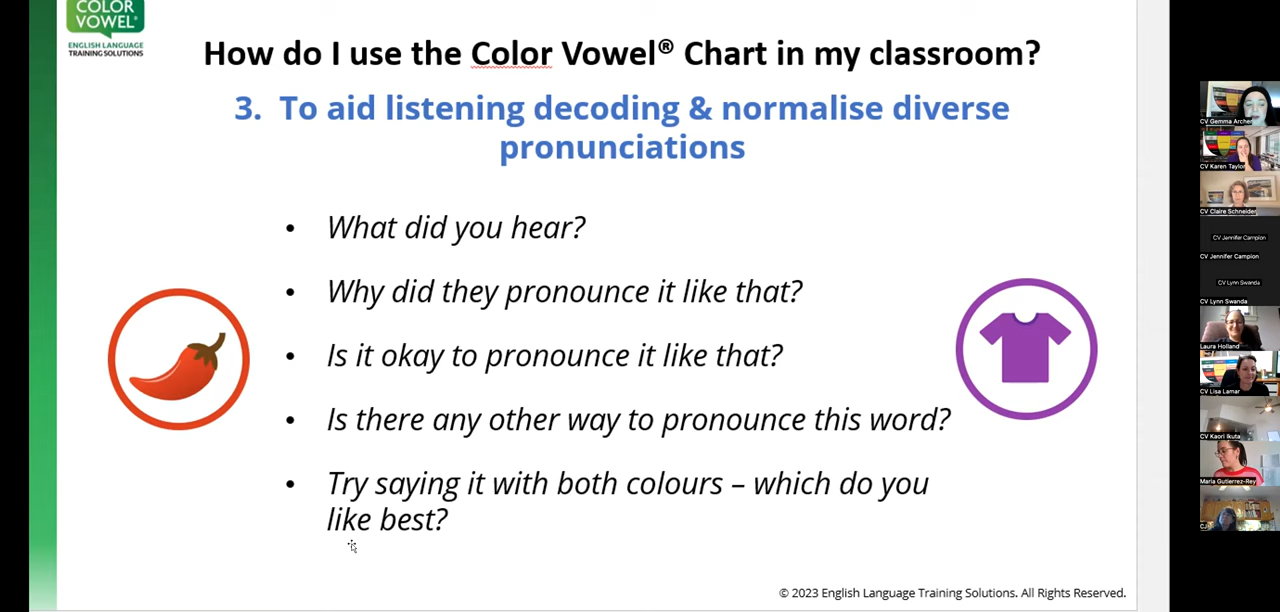 COLOR
VOWEL®
ENGLISH LANGUAGE
TRAINING SOLUTIONS
How do I use the Color Vowel® Chart in my classroom?
3. To aid listening decoding & normalise diverse
pronunciations
• What did you hear?
• Why did they pronounce it like that?
• Is it okay to pronounce it like that?
• Is there any other way to pronounce this word?
• Try saying it with both colours – which do you
like best?
© 2023 English Language Training Solutions. All Rights Reserved.
CV Gemma Archer
CV Karen Taylor
CV Claire Schneider
CV Jennifer Campion
CV Jennifer Campion
CV Lynn Swanda
CV Lynn Swanda
Laura Holland
CV Lisa Lamar
CV Kaori Ikuta
Maria Gutierrez-Rey